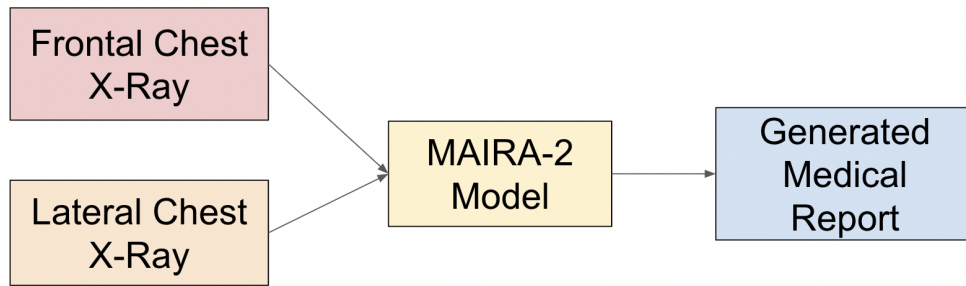 Frontal Chest
X-Ray
Lateral Chest
X-Ray
MAIRA-2
Model
Generated
Medical
Report